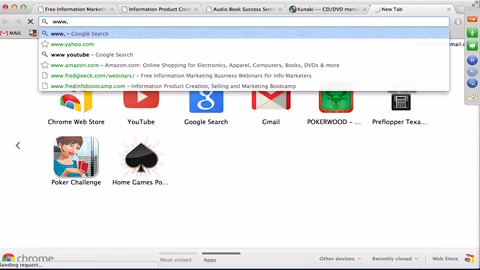 Free Information Market
Information Product Crea
Audio Book Success Sem
Kunaki -- CD/DVD man
New Tab
www,
MAIL
www, – Google Search
www.yahoo.com
www youtube – Google Search
www.amazon.com – Amazon.com: Online Shopping for Electronics, Apparel, Computers, Books, DVDs & more
www.fredgleeck.com/webinars/ – Free Information Marketing Business Webinars for Info Marketers
www.fredinfobootcamp.com – Information Product Creation, Selling and Marketing Bootcamp
Chrome Web Store
YouTube
Google Search
Gmail
POKERWOOD - ...
Preflopper Texa...
Poker Challenge
Home Games Po...
chrome
Most visited
Apps
Other devices
Recently closed
Web Store
Sending request...